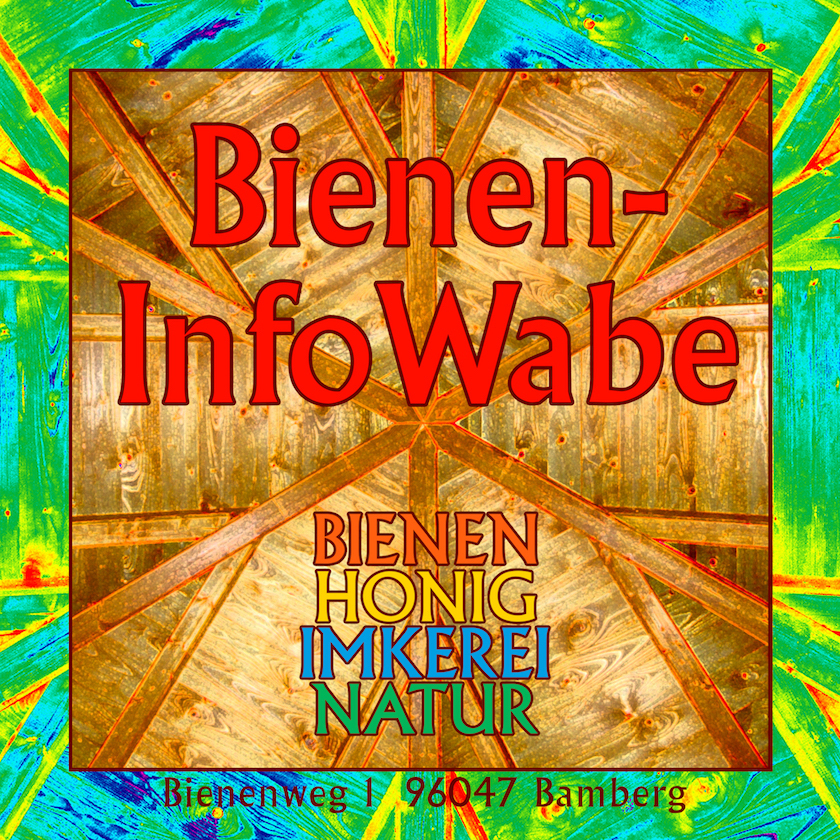 Bienen-
InfoWabe
BIENEN
HONIG
IMKEREI
NATUR
Bienenweg 1 96047 Bamberg